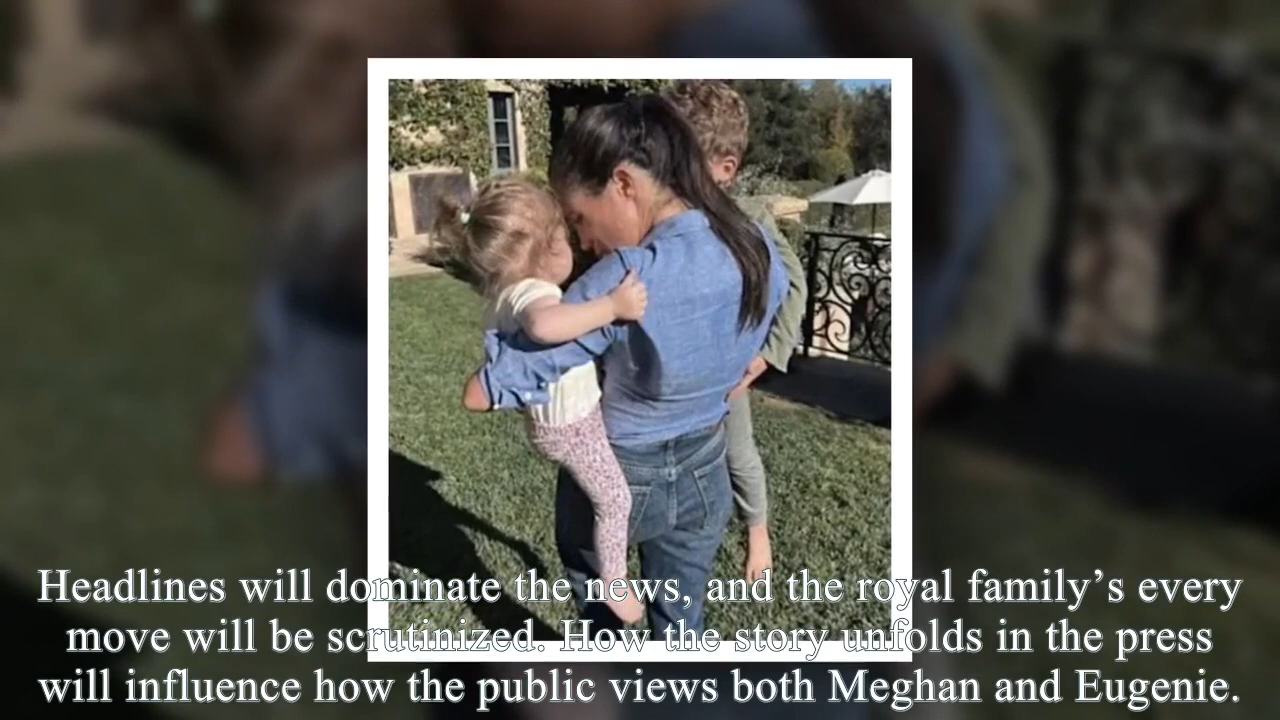 Headlines will dominate the news, and the royal family’s every
move will be scrutinized. How the story unfolds in the press
will influence how the public views both Meghan and Eugenie.